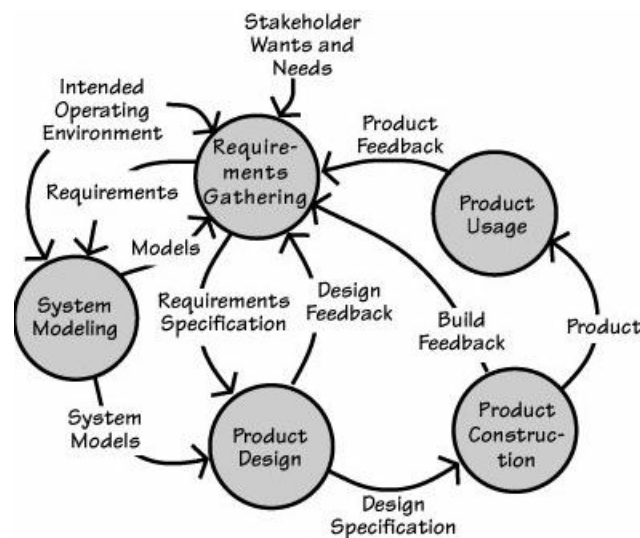 Stakeholder
Wants and
Needs
Intended
Operating
Environment
Require-
ments
Gathering
Product
Feedback
Product
Usage
Requirements
Models
System
Modeling
Requirements
Specification
Design
Feedback
Build
Feedback
Product
System
Models
Product
Design
Product
Construc-
tion
Design
Specification